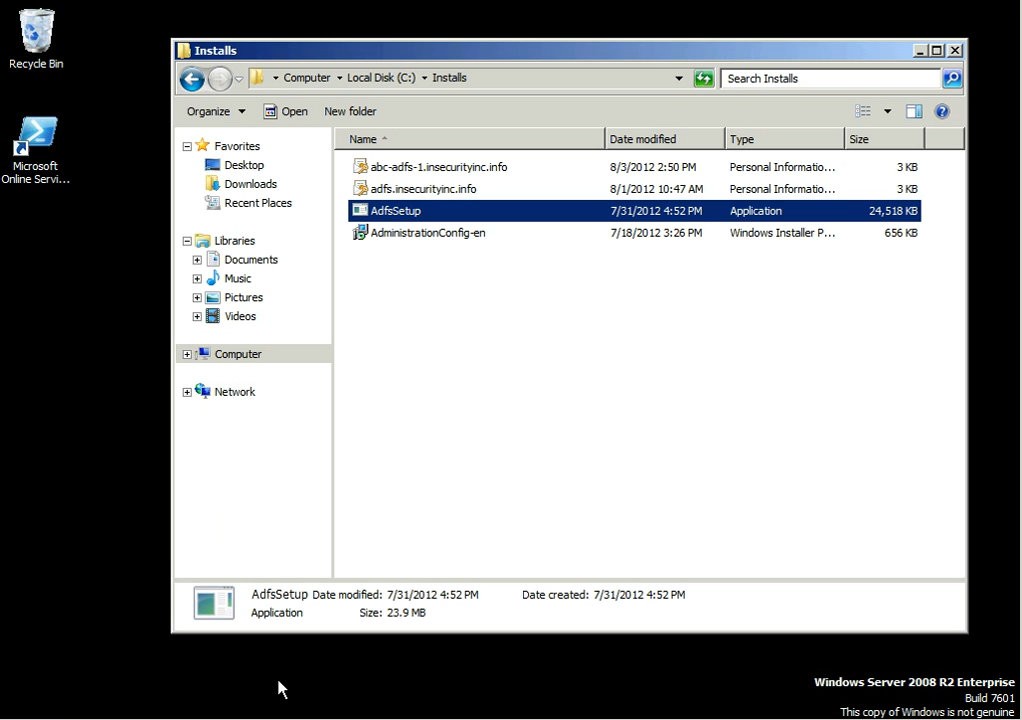 Recycle Bin
Microsoft
Online Servi...
Installs
Computer Local Disk (C:) Installs
Search Installs
Organize Open New folder
Name Date modified Type Size
Favorites
Desktop
Downloads
Recent Places
Libraries
Documents
Music
Pictures
Videos
Computer
Network
abc-adfs-1.insecurityinc.info 8/3/2012 2:50 PM Personal Informatio... 3 KB
adfs.insecurityinc.info 8/1/2012 10:47 AM Personal Informatio... 3 KB
AdfsSetup 7/31/2012 4:52 PM Application 24,518 KB
AdministrationConfig-en 7/18/2012 3:26 PM Windows Installer P... 656 KB
AdfsSetup Date modified: 7/31/2012 4:52 PM Date created: 7/31/2012 4:52 PM
Application Size: 23.9 MB
Windows Server 2008 R2 Enterprise
Build 7601
This copy of Windows is not genuine